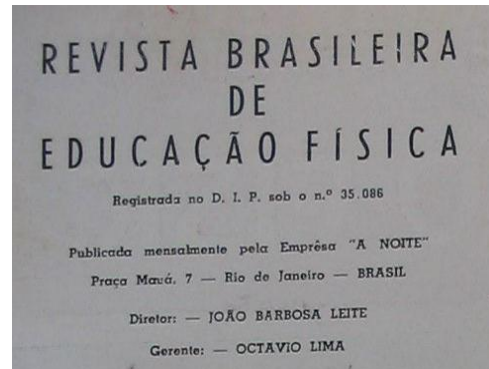 REVISTA BRASILEIRA
DE
EDUCAÇÃO FÍSICA
Registrada no D. I. P. sob o n.º 35.086
Publicada mensalmente pela Emprêsa "A NOITE"
Praça Mauá, 7 — Rio de Janeiro — BRASIL
Diretor: — JOÃO BARBOSA LEITE
Gerente: — OCTAVIO LIMA